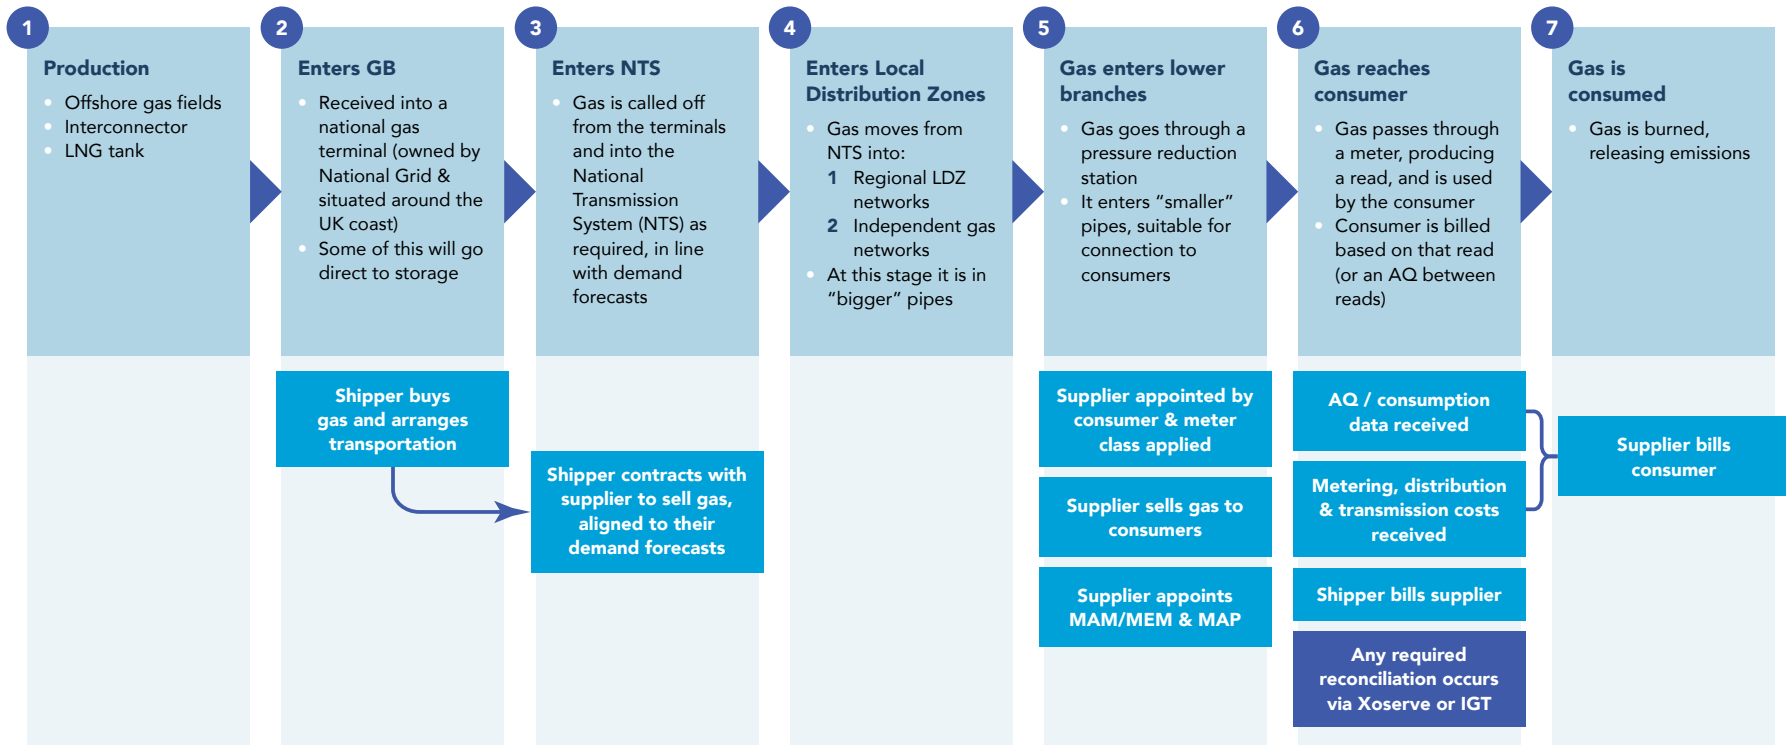 1
Production
• Offshore gas fields
• Interconnector
• LNG tank
2
Enters GB
• Received into a
national gas
terminal (owned by
National Grid &
situated around the
UK coast)
• Some of this will go
direct to storage
3
Enters NTS
• Gas is called off
from the terminals
and into the
National
Transmission
System (NTS) as
required, in line
with demand
forecasts
4
Enters Local
Distribution Zones
• Gas moves from
NTS into:
1 Regional LDZ
networks
2 Independent gas
networks
• At this stage it is in
“bigger” pipes
5
Gas enters lower
branches
• Gas goes through a
pressure reduction
station
• It enters “smaller”
pipes, suitable for
connection to
consumers
6
Gas reaches
consumer
• Gas passes through
a meter, producing
a read, and is used
by the consumer
• Consumer is billed
based on that read
(or an AQ between
reads)
7
Gas is
consumed
• Gas is burned,
releasing emissions
Shipper buys
gas and arranges
transportation
Shipper contracts with
supplier to sell gas,
aligned to their
demand forecasts
Supplier appointed by
consumer & meter
class applied
Supplier sells gas to
consumers
Supplier appoints
MAM/MEM & MAP
AQ / consumption
data received
Metering, distribution
& transmission costs
received
Shipper bills supplier
Any required
reconciliation occurs
via Xoserve or IGT
Supplier bills
consumer